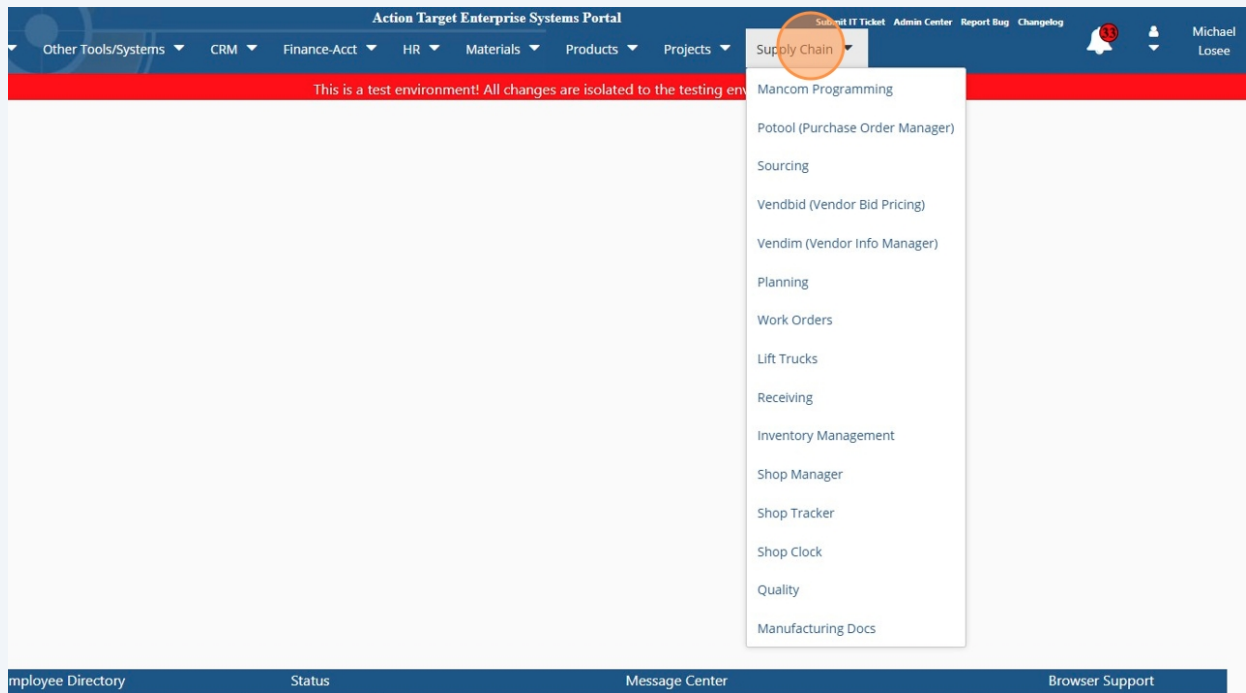 Action Target Enterprise Systems Portal
Submit IT Ticket Admin Center Report Bug Changelog
33
Michael
Losee
Other Tools/Systems CRM Finance-Acct HR Materials Products Projects Supply Chain
This is a test environment! All changes are isolated to the testing
Mancom Programming
Potool (Purchase Order Manager)
Sourcing
Vendbid (Vendor Bid Pricing)
Vendim (Vendor Info Manager)
Planning
Work Orders
Lift Trucks
Receiving
Inventory Management
Shop Manager
Shop Tracker
Shop Clock
Quality
Manufacturing Docs
mployee Directory Status Message Center Browser Support